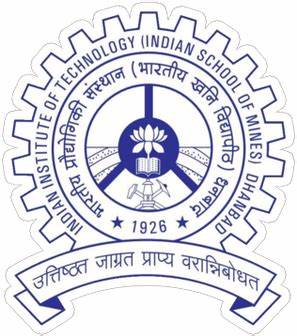 INDIAN INSTITUTE OF TECHNOLOGY (INDIAN SCHOOL OF MINES) DHANBAD
भारतीय प्रौद्योगिकी संस्थान (भारतीय खनि विद्यापीठ) धनबाद
★ 1926 ★
उत्तिष्ठत जाग्रत प्राप्य वरान्निबोधत